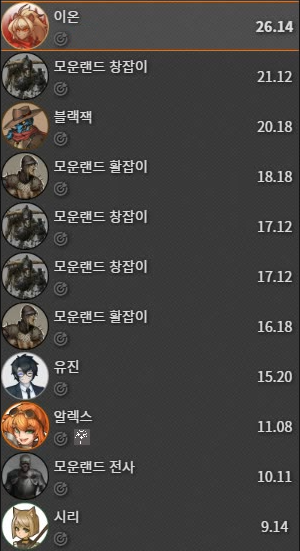 이온
26.14
모운랜드 창잡이
21.12
블랙잭
20.18
모운랜드 활잡이
18.18
모운랜드 창잡이
17.12
모운랜드 창잡이
17.12
모운랜드 활잡이
16.18
유진
15.20
알렉스
11.08
모운랜드 전사
10.11
시리
9.14